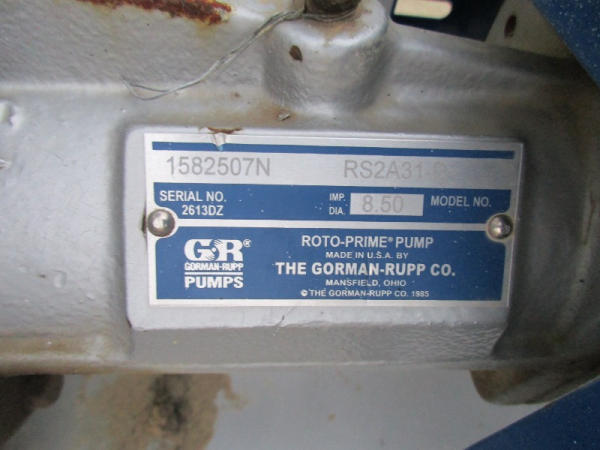 1582507N RS2A31
SERIAL NO. IMP. MODEL NO.
2613DZ DIA. 8.50
GR® ROTO-PRIME® PUMP
MADE IN U.S.A. BY
GORMAN-RUPP THE GORMAN-RUPP CO.
PUMPS MANSFIELD, OHIO
© THE GORMAN-RUPP CO. 1985